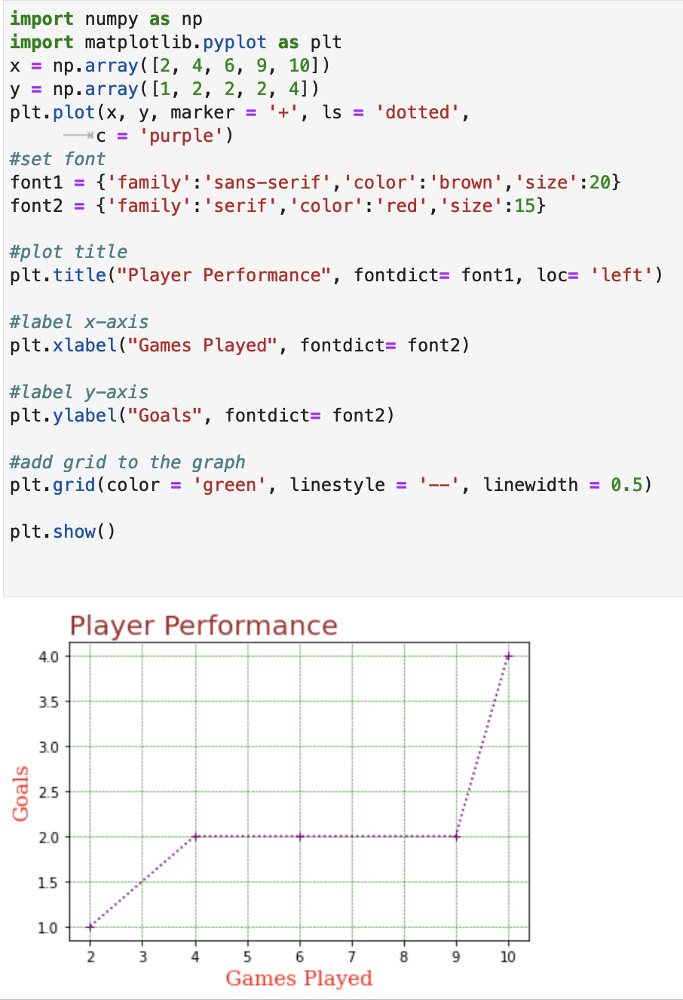 import numpy as np
import matplotlib.pyplot as plt
x = np.array([2, 4, 6, 9, 10])
y = np.array([1, 2, 2, 2, 4])
plt.plot(x, y, marker = '+', ls = 'dotted',
c = 'purple')
#set font
font1 = {'family':'sans-serif','color':'brown','size':20}
font2 = {'family':'serif','color':'red','size':15}
#plot title
plt.title("Player Performance", fontdict= font1, loc= 'left')
#label x-axis
plt.xlabel("Games Played", fontdict= font2)
#label y-axis
plt.ylabel("Goals", fontdict= font2)
#add grid to the graph
plt.grid(color = 'green', linestyle = '--', linewidth = 0.5)
plt.show()
Player Performance
4.0
3.5
3.0
2.5
2.0
1.5
1.0
Goals
2 3 4 5 6 7 8 9 10
Games Played